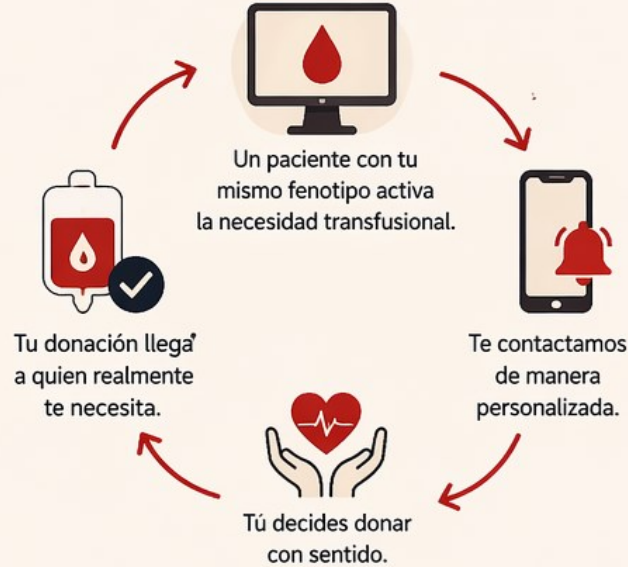 Un paciente con tu
mismo fenotipo activa
la necesidad transfusional.
Te contactamos
de manera
personalizada.
Tú decides donar
con sentido.
Tu donación llega
a quien realmente
te necesita.